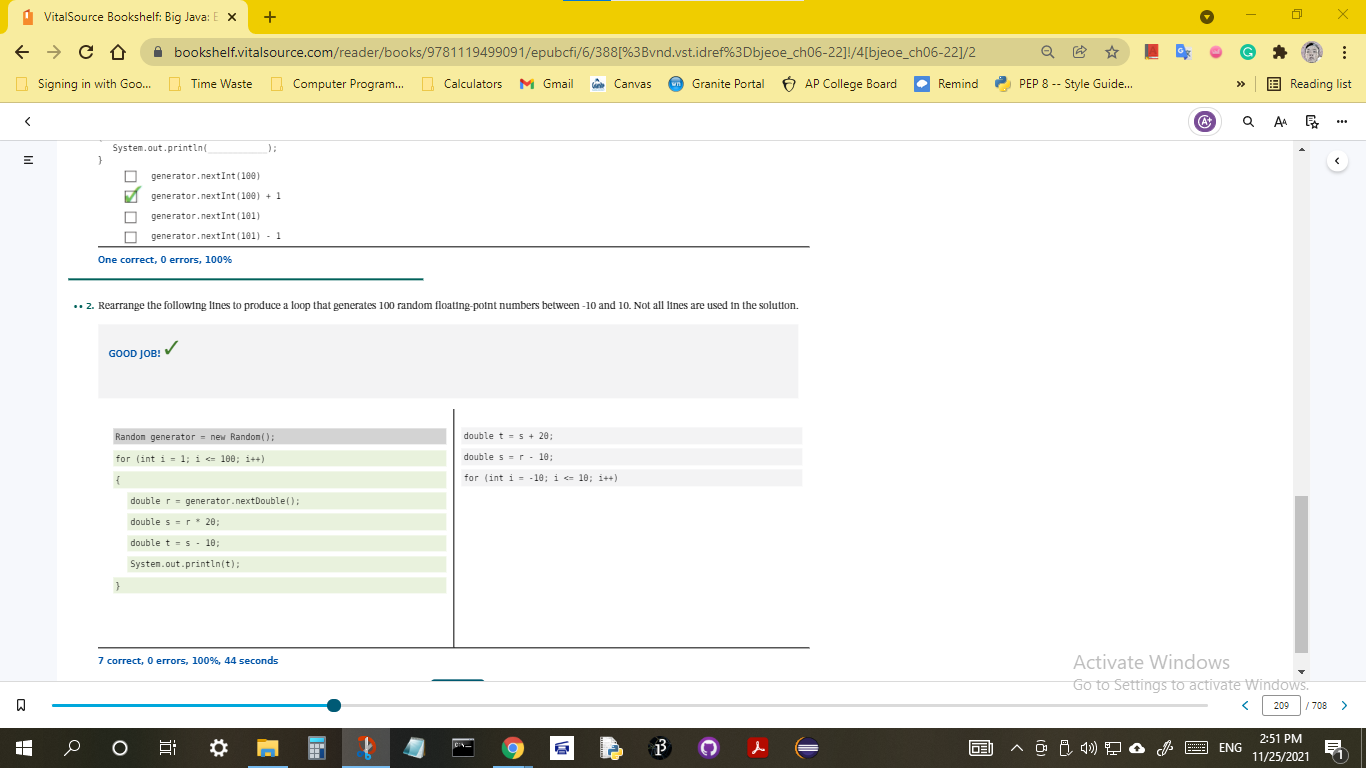 VitalSource Bookshelf: Big Java: E
bookshelf.vitalsource.com/reader/books/9781119499091/epubcfi/6/388[%3Bvnd.vst.idref%3Dbjeoe_ch06-22]!/4[bjeoe_ch06-22]/2
Signing in with Goo... Time Waste Computer Program... Calculators Gmail Canvas Granite Portal AP College Board Remind PEP 8 -- Style Guide... » Reading list
System.out.println(____________);
}
generator.nextInt(100)
generator.nextInt(100) + 1
generator.nextInt(101)
generator.nextInt(101) - 1
One correct, 0 errors, 100%
•• 2. Rearrange the following lines to produce a loop that generates 100 random floating-point numbers between -10 and 10. Not all lines are used in the solution.
GOOD JOB!
Random generator = new Random();
for (int i = 1; i <= 100; i++)
{
double r = generator.nextDouble();
double s = r * 20;
double t = s - 10;
System.out.println(t);
}
double t = s + 20;
double s = r - 10;
for (int i = -10; i <= 10; i++)
7 correct, 0 errors, 100%, 44 seconds
Activate Windows
Go to Settings to activate Windows.
209 / 708
ENG
2:51 PM
11/25/2021
1